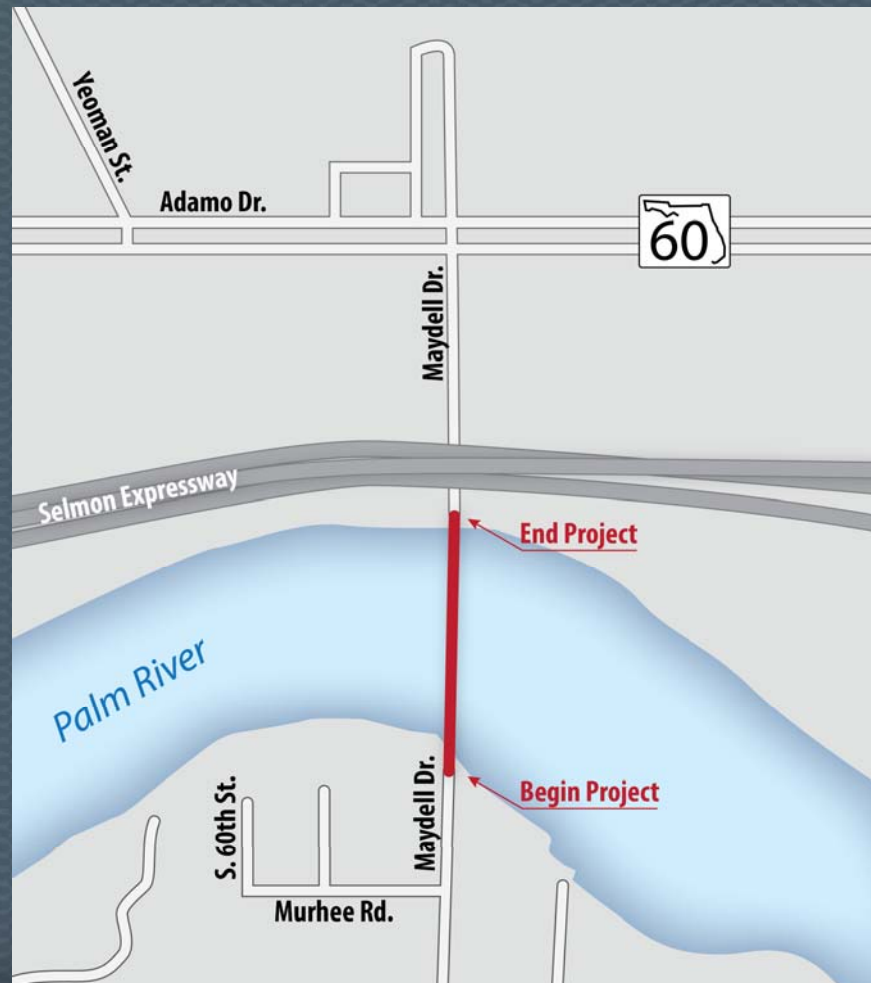 Yeoman St.
Adamo Dr.
60
Maydell Dr.
Selmon Expressway
End Project
Palm River
Begin Project
S. 60th St.
Maydell Dr.
Murhee Rd.